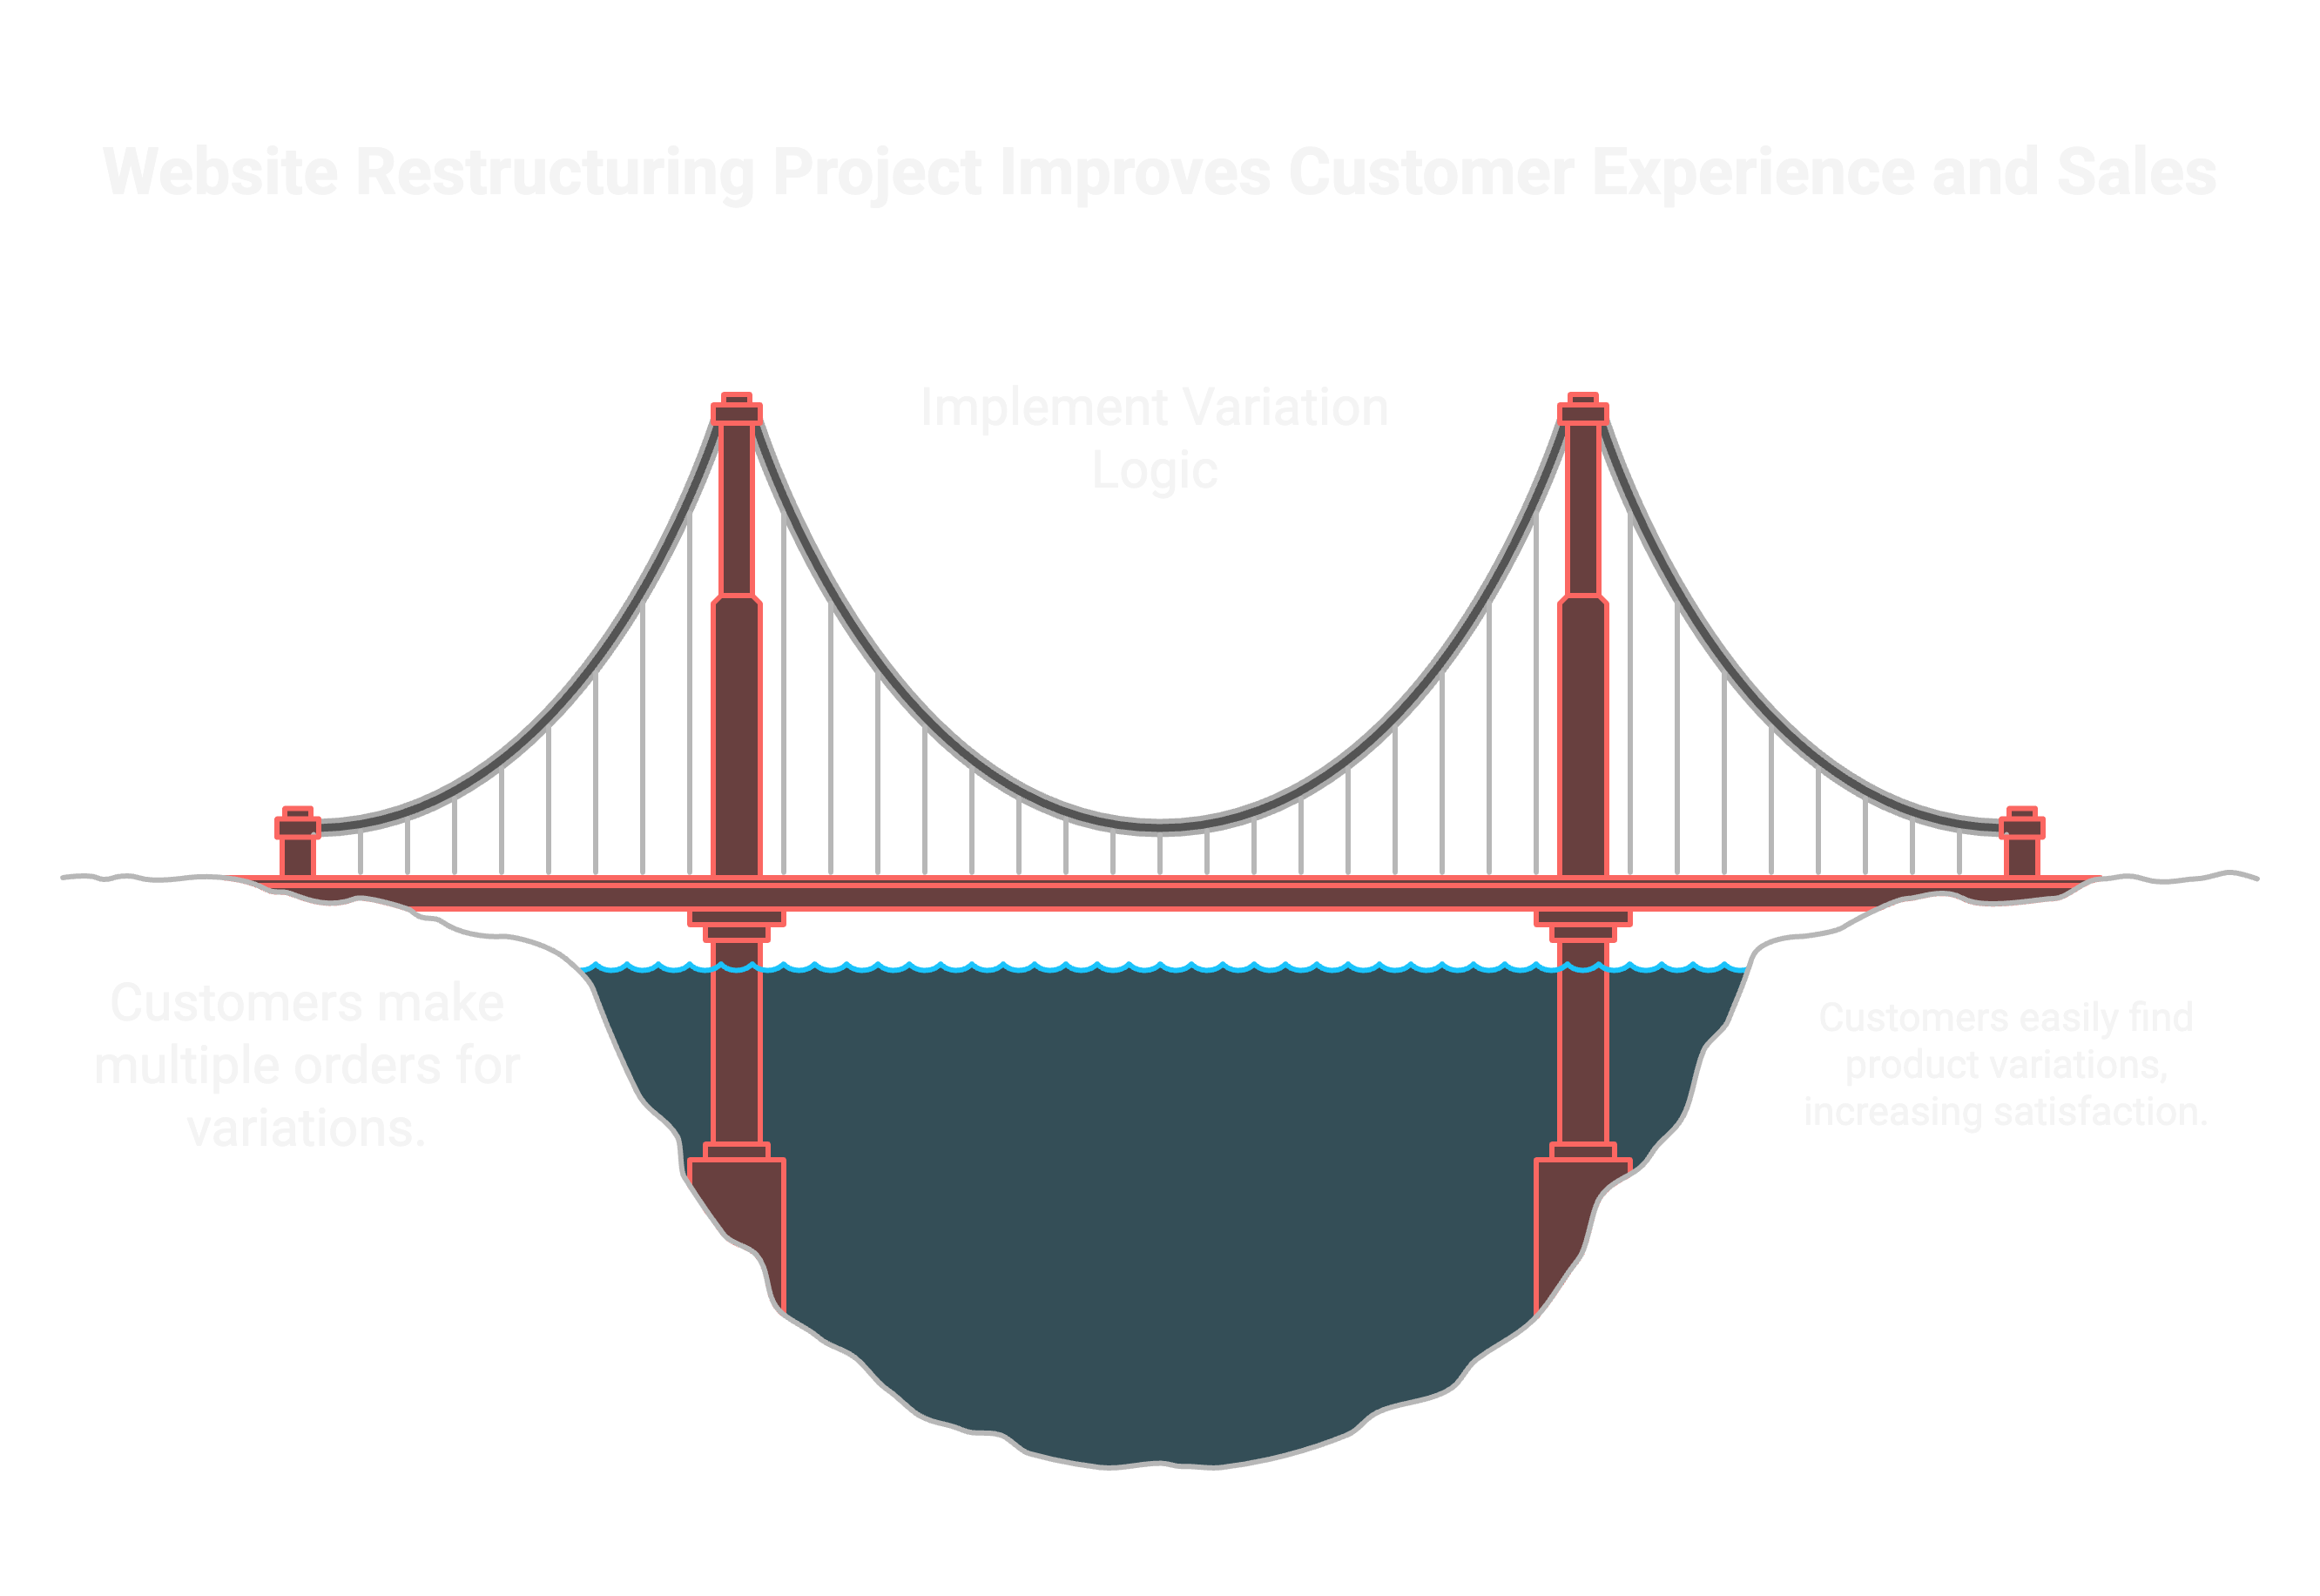 Website Restructuring Project Improves Customer Experience and Sales
Implement Variation
Logic
Customers make
multiple orders for
variations.
Customers easily find
product variations,
increasing satisfaction.